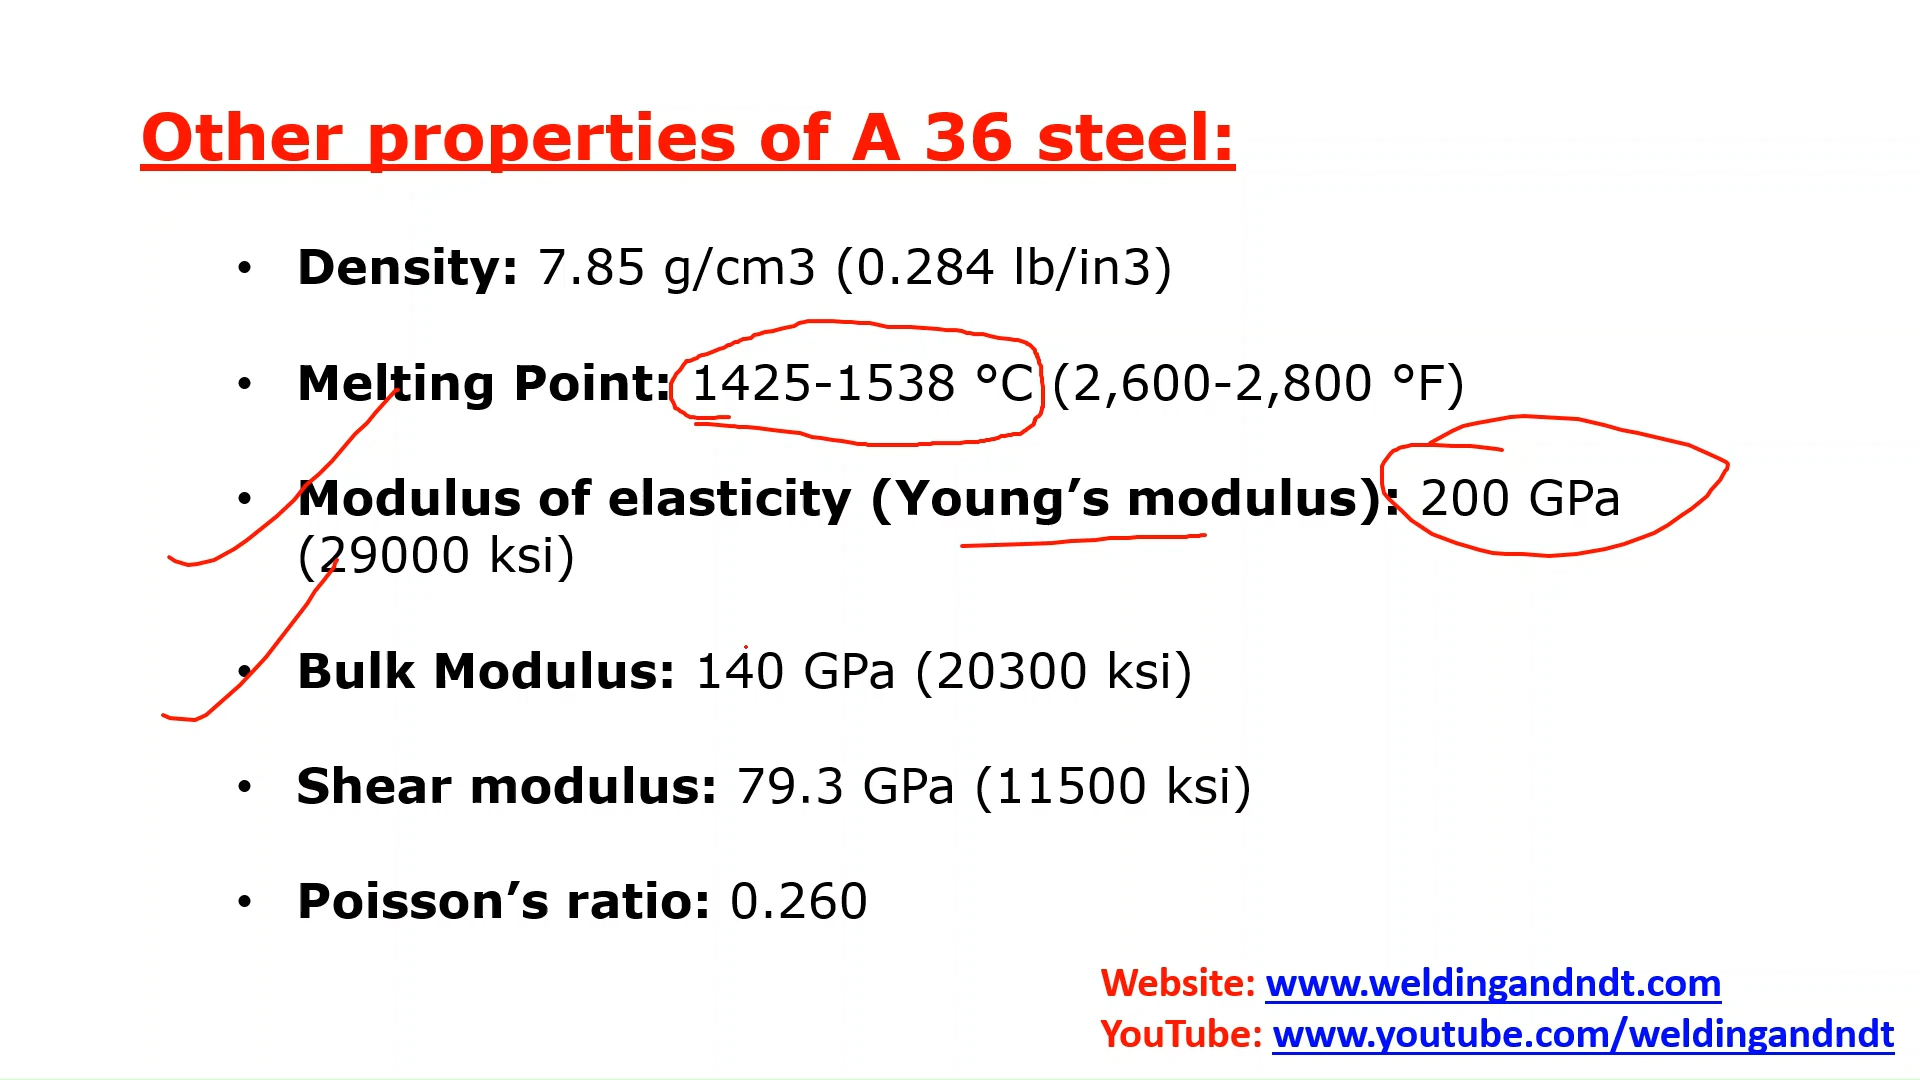 Other properties of A 36 steel:
• Density: 7.85 g/cm3 (0.284 lb/in3)
• Melting Point: 1425-1538 °C (2,600-2,800 °F)
• Modulus of elasticity (Young’s modulus): 200 GPa
(29000 ksi)
• Bulk Modulus: 140 GPa (20300 ksi)
• Shear modulus: 79.3 GPa (11500 ksi)
• Poisson’s ratio: 0.260
Website: www.weldingandndt.com
YouTube: www.youtube.com/weldingandndt